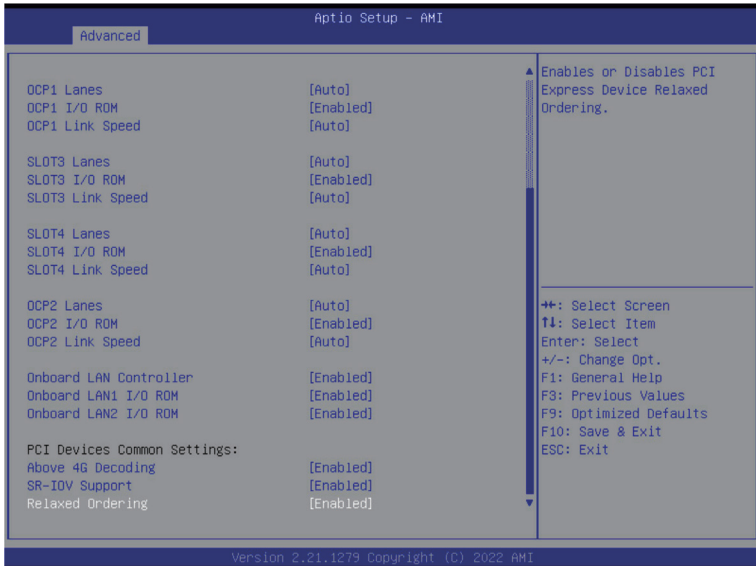 Aptio Setup – AMI
Advanced
OCP1 Lanes [Auto]
OCP1 I/O ROM [Enabled]
OCP1 Link Speed [Auto]
SLOT3 Lanes [Auto]
SLOT3 I/O ROM [Enabled]
SLOT3 Link Speed [Auto]
SLOT4 Lanes [Auto]
SLOT4 I/O ROM [Enabled]
SLOT4 Link Speed [Auto]
OCP2 Lanes [Auto]
OCP2 I/O ROM [Enabled]
OCP2 Link Speed [Auto]
Onboard LAN Controller [Enabled]
Onboard LAN1 I/O ROM [Enabled]
Onboard LAN2 I/O ROM [Enabled]
PCI Devices Common Settings:
Above 4G Decoding [Enabled]
SR-IOV Support [Enabled]
Relaxed Ordering [Enabled]
Enables or Disables PCI
Express Device Relaxed
Ordering.
→←: Select Screen
↑↓: Select Item
Enter: Select
+/-: Change Opt.
F1: General Help
F3: Previous Values
F9: Optimized Defaults
F10: Save & Exit
ESC: Exit
Version 2.21.1279 Copyright (C) 2022 AMI